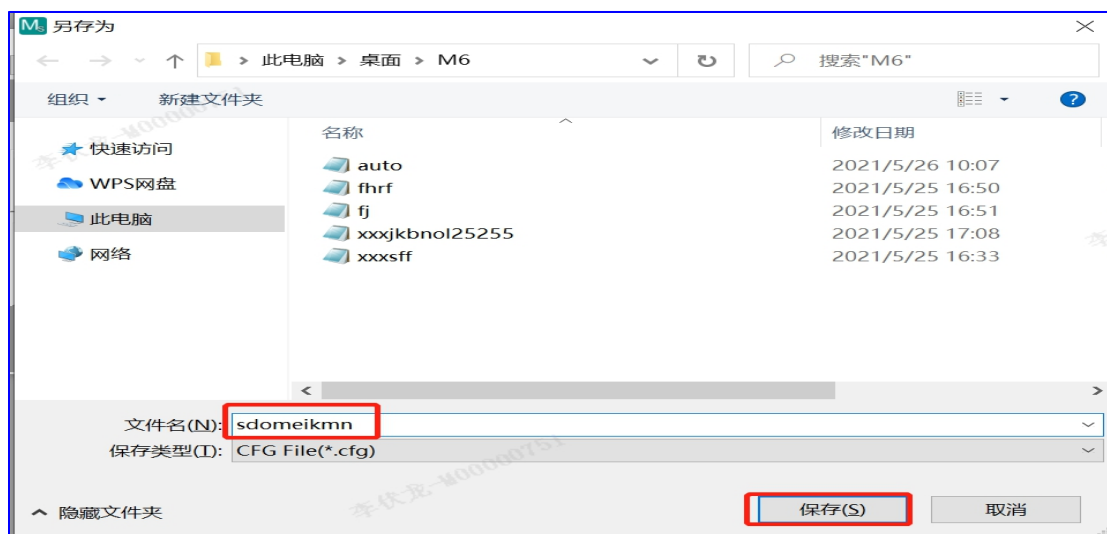 另存为
此电脑 > 桌面 > M6
搜索"M6"
组织
新建文件夹
名称
修改日期
快速访问
WPS网盘
此电脑
网络
auto 2021/5/26 10:07
fhrf 2021/5/25 16:50
fj 2021/5/25 16:51
xxxjkbnol25255 2021/5/25 17:08
xxxsff 2021/5/25 16:33
文件名(N): sdomeikmn
保存类型(T): CFG File(*.cfg)
李伏龙-M00000751
隐藏文件夹
保存(S)
取消